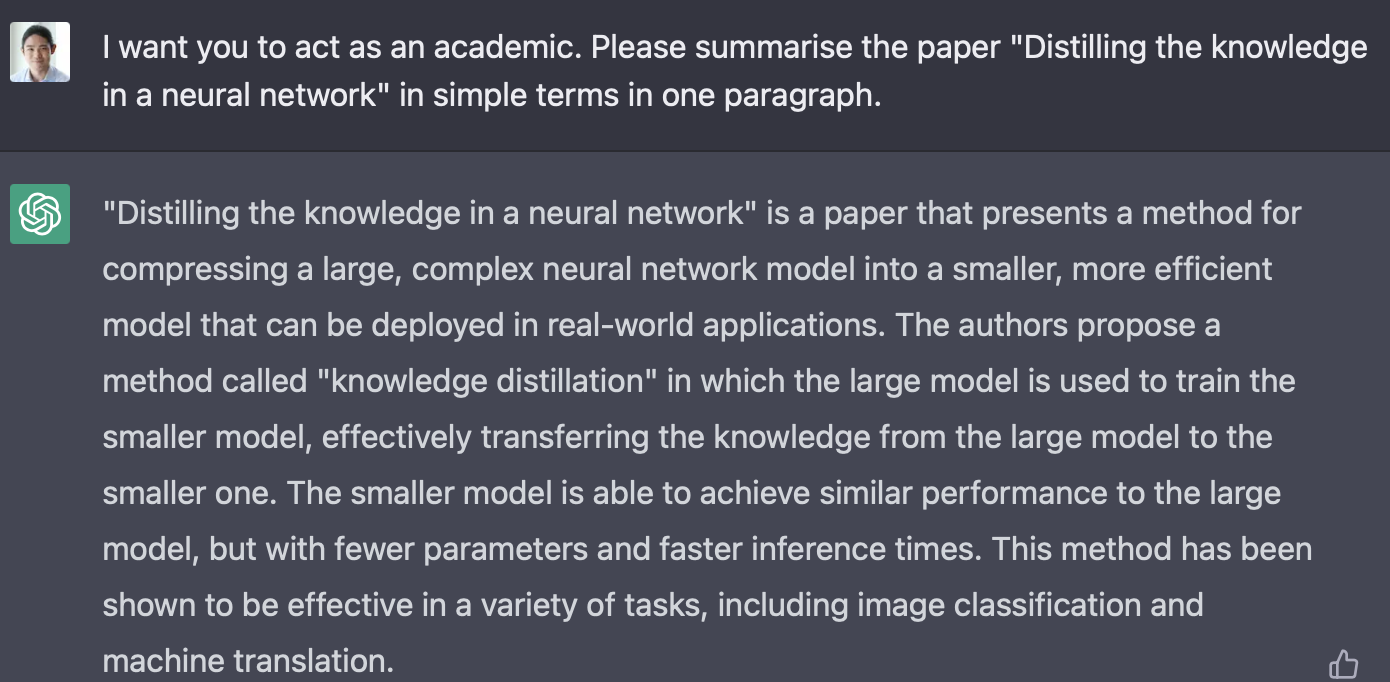 I want you to act as an academic. Please summarise the paper "Distilling the knowledge
in a neural network" in simple terms in one paragraph.
"Distilling the knowledge in a neural network" is a paper that presents a method for
compressing a large, complex neural network model into a smaller, more efficient
model that can be deployed in real-world applications. The authors propose a
method called "knowledge distillation" in which the large model is used to train the
smaller model, effectively transferring the knowledge from the large model to the
smaller one. The smaller model is able to achieve similar performance to the large
model, but with fewer parameters and faster inference times. This method has been
shown to be effective in a variety of tasks, including image classification and
machine translation.